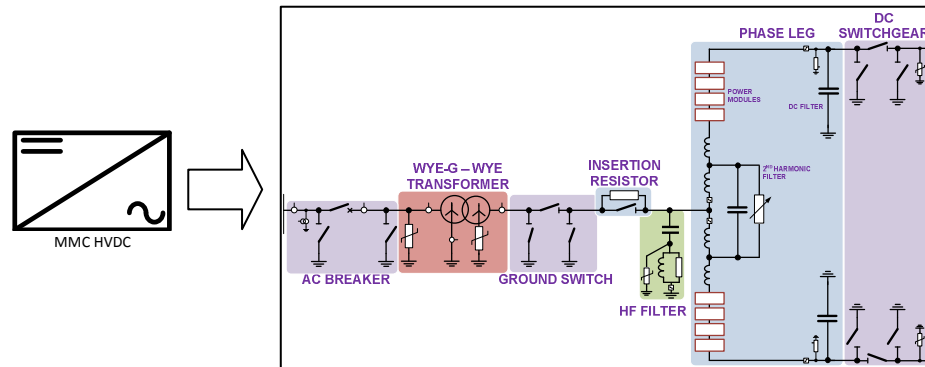 MMC HVDC
AC BREAKER
WYE-G – WYE
TRANSFORMER
GROUND SWITCH
INSERTION
RESISTOR
HF FILTER
PHASE LEG
POWER
MODULES
DC FILTER
2ND HARMONIC
FILTER
DC
SWITCHGEAR